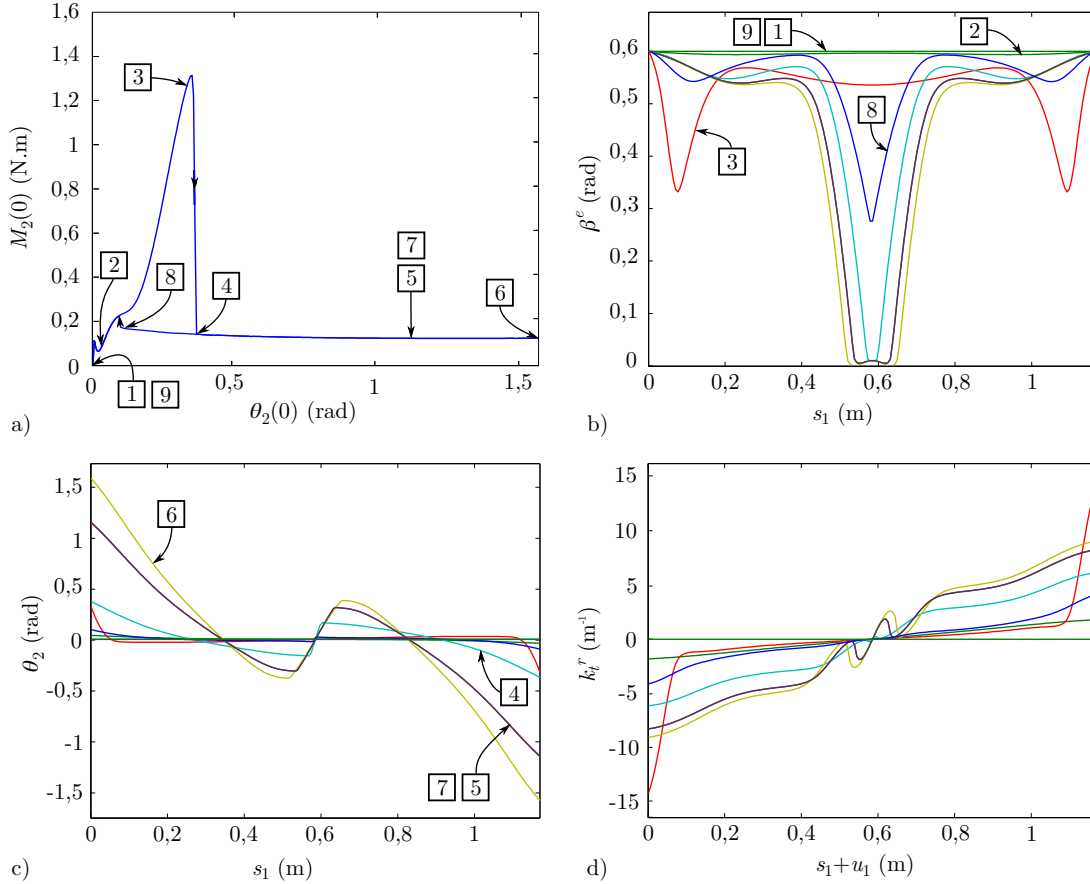 1,6
1,4
1,2
1
0,8
0,6
0,4
0,2
0
M₂(0) (N.m)
3
2
8
4
7
5
6
1 9
0 0,5 1 1,5
θ₂(0) (rad)
a)
0,6
0,5
0,4
0,3
0,2
0,1
0
βᵉ (rad)
9 1
2
8
3
0 0,2 0,4 0,6 0,8 1
s₁ (m)
b)
1,5
1
0,5
0
-0,5
-1
-1,5
θ₂ (rad)
6
4
7 5
0 0,2 0,4 0,6 0,8 1
s₁ (m)
c)
15
10
5
0
-5
-10
-15
kₜʳ (m⁻¹)
0 0,2 0,4 0,6 0,8 1
s₁+u₁ (m)
d)